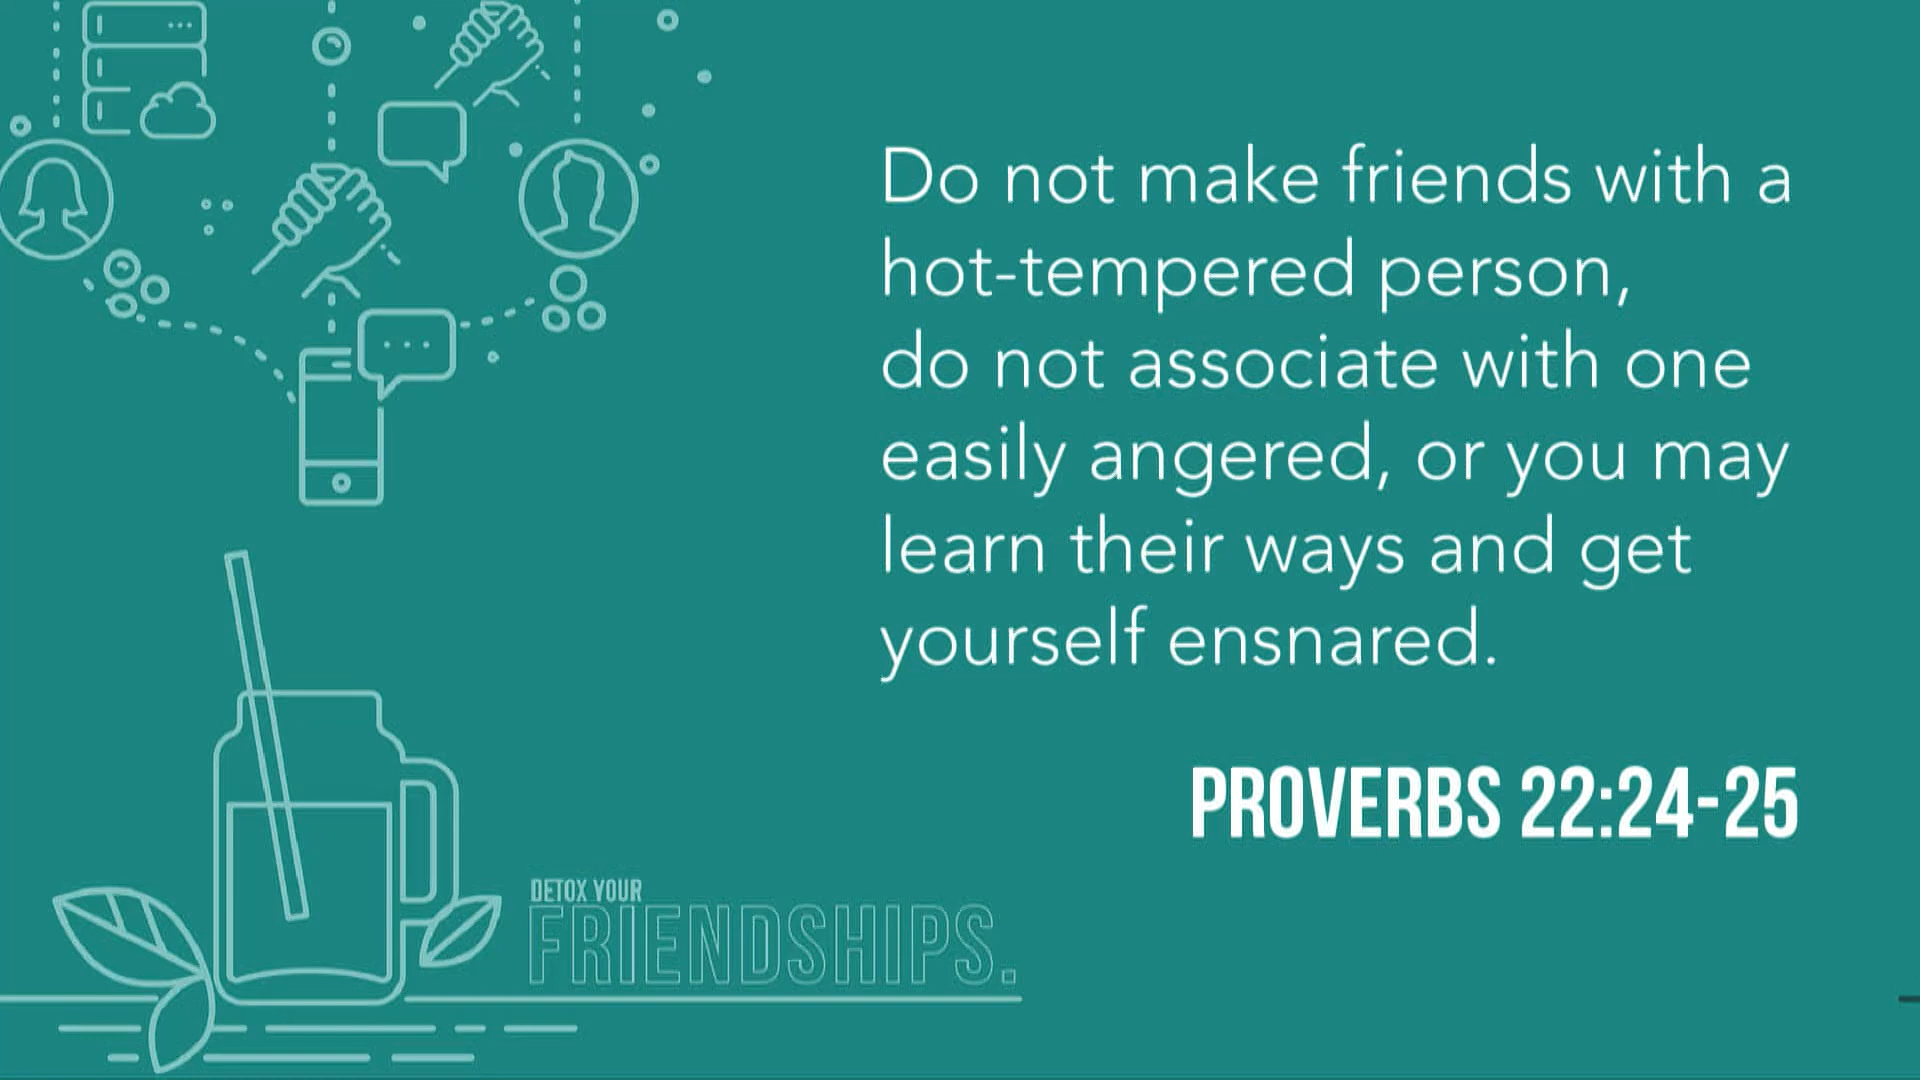 Do not make friends with a
hot-tempered person,
do not associate with one
easily angered, or you may
learn their ways and get
yourself ensnared.
PROVERBS 22:24-25
DETOX YOUR
FRIENDSHIPS.